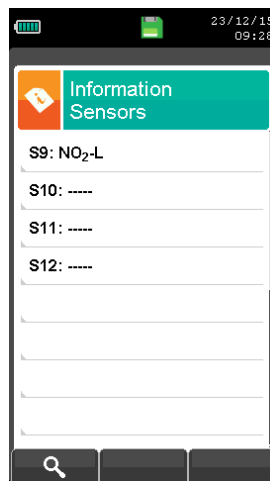 23/12/15
09:28
Information
Sensors
S9: NO₂-L
S10: -----
S11: -----
S12: -----